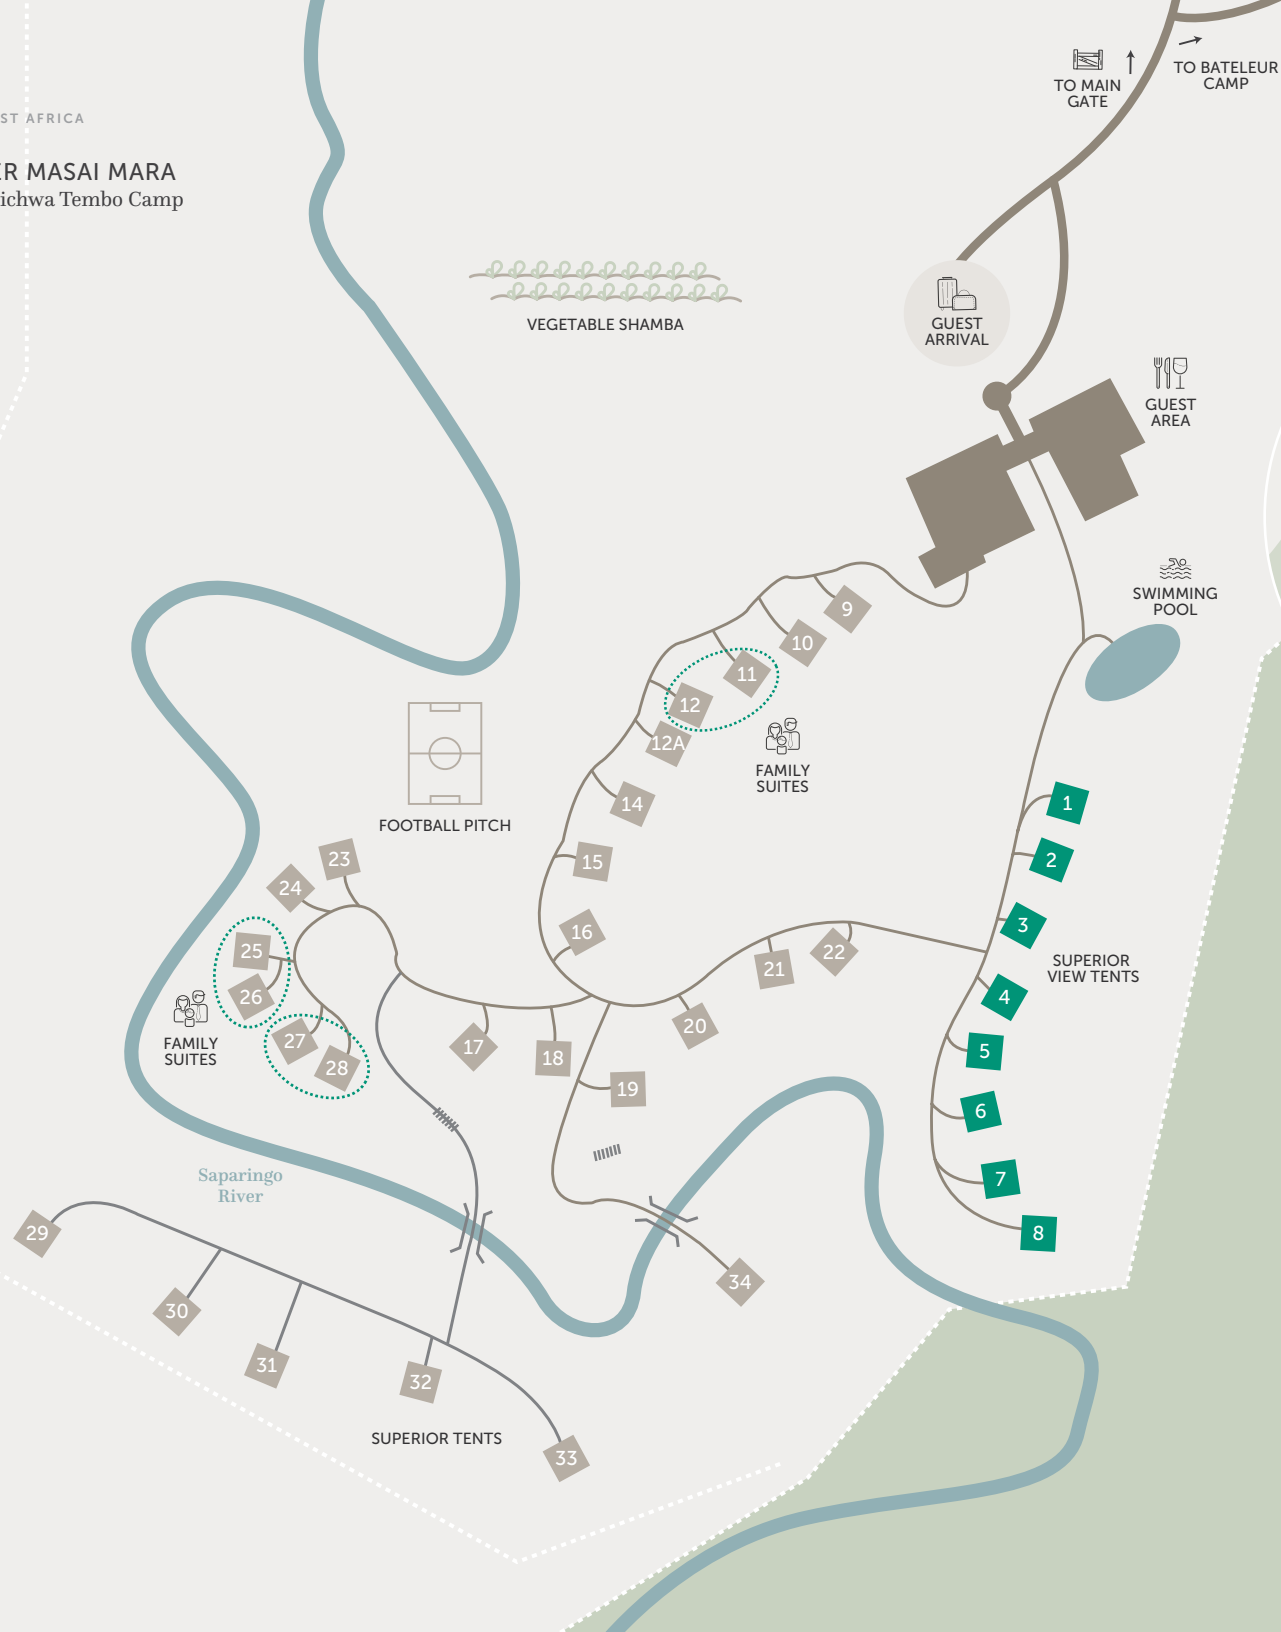 TO MAIN
GATE
TO BATELEUR
CAMP
ST AFRICA
ER MASAI MARA
ichwa Tembo Camp
VEGETABLE SHAMBA
GUEST
ARRIVAL
GUEST
AREA
SWIMMING
POOL
9
10
11
12
12A
FAMILY
SUITES
14
15
16
FOOTBALL PITCH
1
2
3
SUPERIOR
VIEW TENTS
4
5
6
7
8
23
24
25
26
27
28
FAMILY
SUITES
17
18
19
20
21
22
Saparingo
River
29
30
31
32
33
34
SUPERIOR TENTS